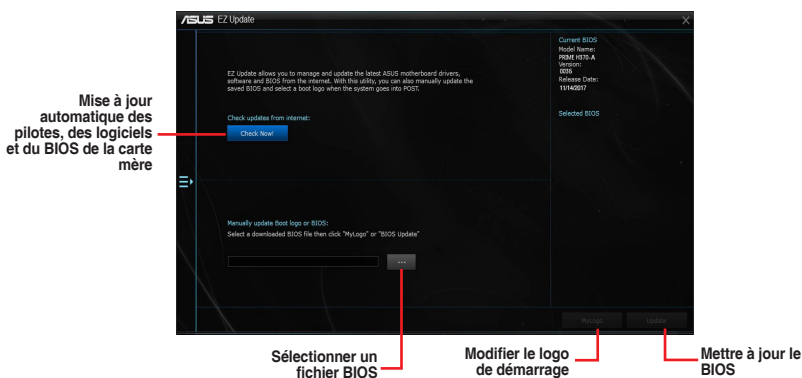 ASUS EZ Update
Current BIOS
Model Name:
PRIME H370-A
Version:
0035
Release Date:
11/14/2017
Selected BIOS
EZ Update allows you to manage and update the latest ASUS motherboard drivers,
software and BIOS from the internet. With this utility, you can also manually update the
saved BIOS and select a boot logo when the system goes into POST.
Check updates from internet:
Check Now!
Mise à jour
automatique des
pilotes, des logiciels
et du BIOS de la carte
mère
Manually update Boot logo or BIOS:
Select a downloaded BIOS file then click "MyLogo" or "BIOS Update"
...
MyLogo
Update
Sélectionner un
fichier BIOS
Modifier le logo
de démarrage
Mettre à jour le
BIOS